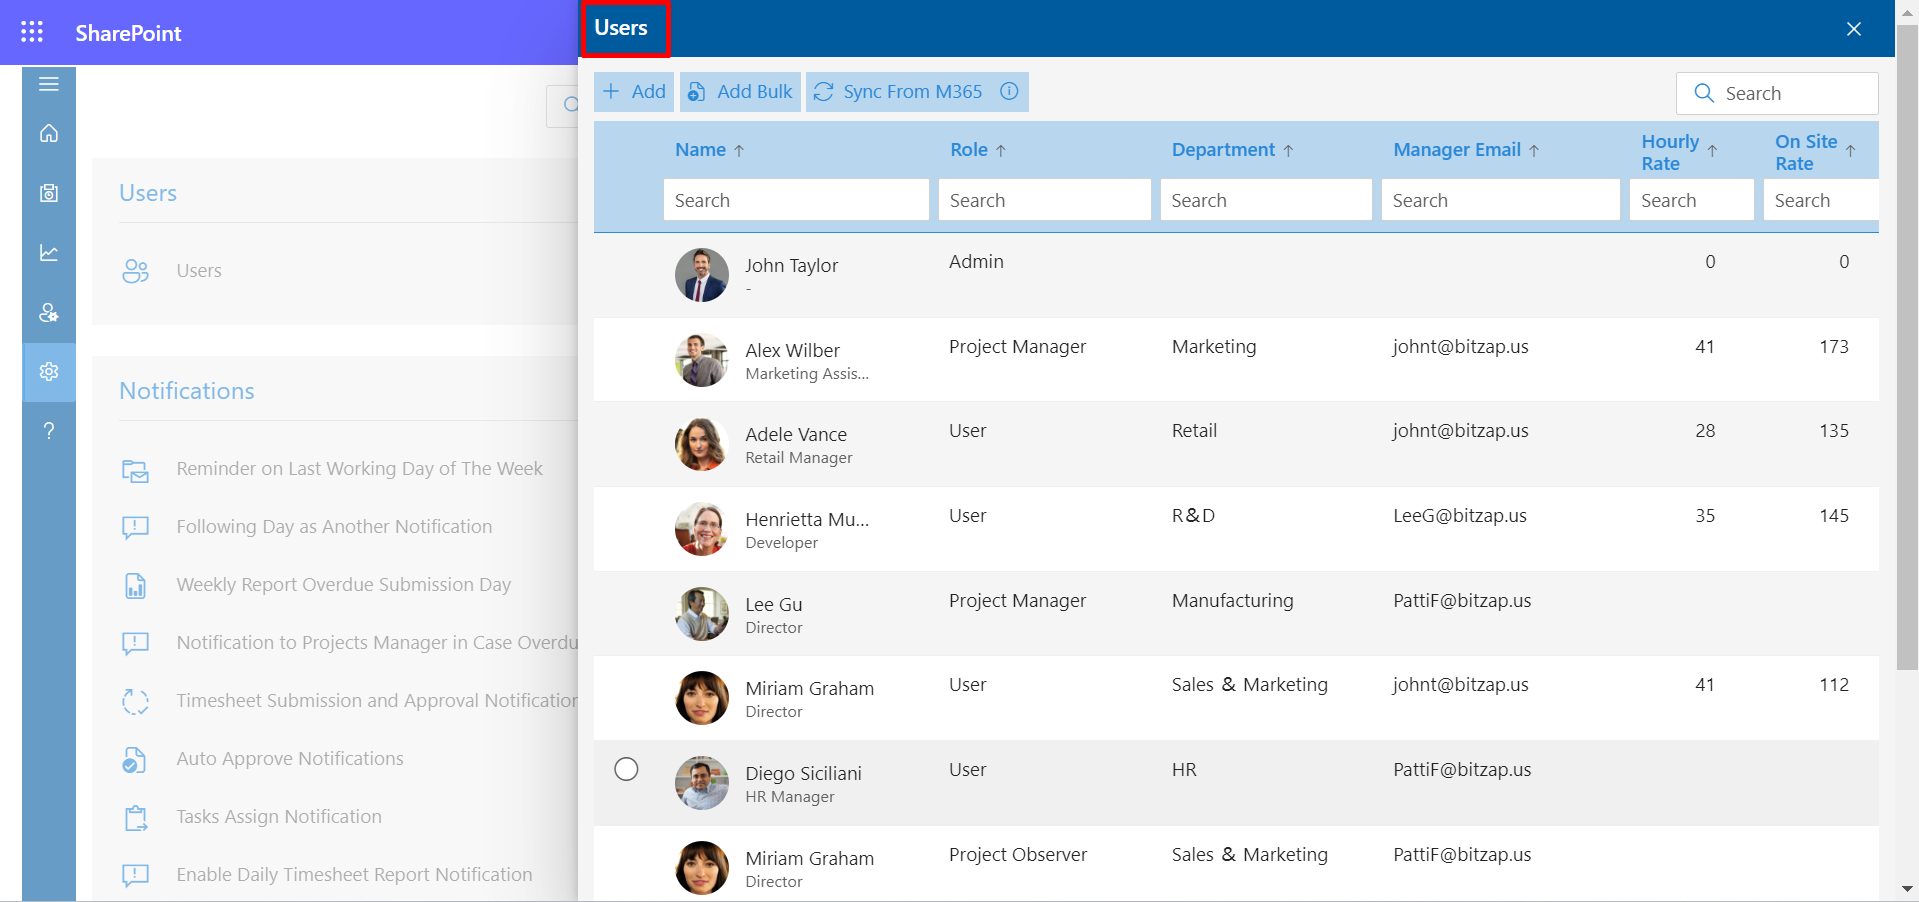 SharePoint
Users
Users
Notifications
Reminder on Last Working Day of The Week
Following Day as Another Notification
Weekly Report Overdue Submission Day
Notification to Projects Manager in Case Overdu
Timesheet Submission and Approval Notification
Auto Approve Notifications
Tasks Assign Notification
Enable Daily Timesheet Report Notification
?
Users
+ Add Add Bulk Sync From M365
Search
Name ↑ Role ↑ Department ↑ Manager Email ↑ Hourly Rate ↑ On Site Rate ↑
Search Search Search Search Search Search
John Taylor Admin 0 0
-
Alex Wilber Project Manager Marketing johnt@bitzap.us 41 173
Marketing Assis...
Adele Vance User Retail johnt@bitzap.us 28 135
Retail Manager
Henrietta Mu... User R&D LeeG@bitzap.us 35 145
Developer
Lee Gu Project Manager Manufacturing PattiF@bitzap.us
Director
Miriam Graham User Sales & Marketing johnt@bitzap.us 41 112
Director
Diego Siciliani User HR PattiF@bitzap.us
HR Manager
Miriam Graham Project Observer Sales & Marketing PattiF@bitzap.us
Director